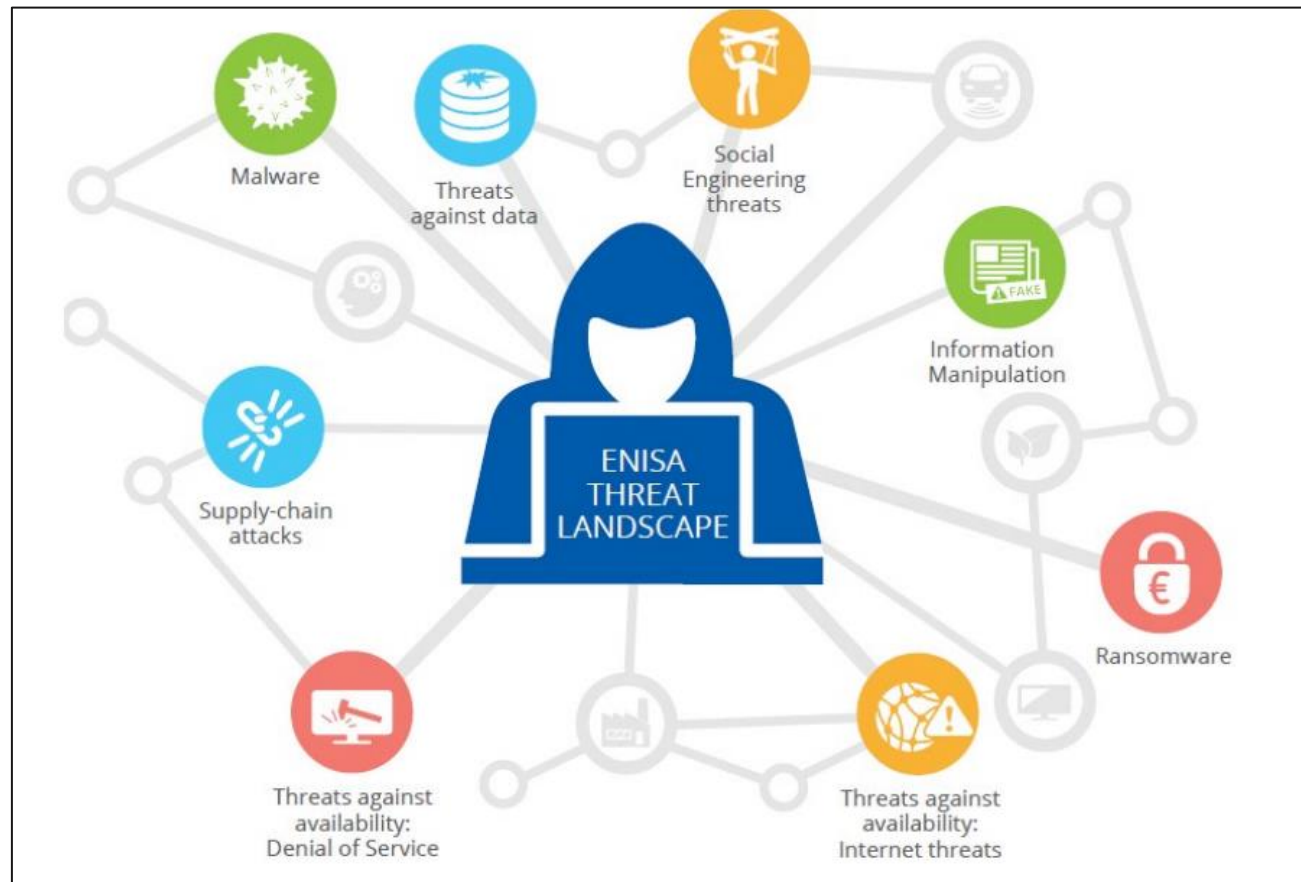 Malware
Threats
against data
Social
Engineering
threats
FAKE
Information
Manipulation
ENISA
THREAT
LANDSCAPE
Supply-chain
attacks
€
Ransomware
Threats against
availability:
Denial of Service
Threats against
availability:
Internet threats